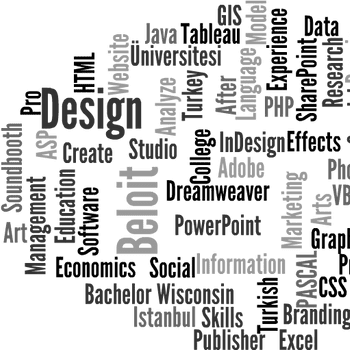 GIS
Model
Java
Tableau
Language
Experience
Data
Website
Üniversitesi
SharePoint
Research
HTML
Analyze
Turkey
After
PHP
Pro
Design
Soundbooth
ASP
Create
Studio
College
InDesign
Effects
Adobe
Pho
Beloit
Dreamweaver
VB
Art
Management
Education
Software
PowerPoint
Marketing
Arts
Grap
Economics
Social
Information
PASCAL
CSS
Bachelor
Wisconsin
Turkish
Istanbul
Skills
Branding
Publisher
Excel